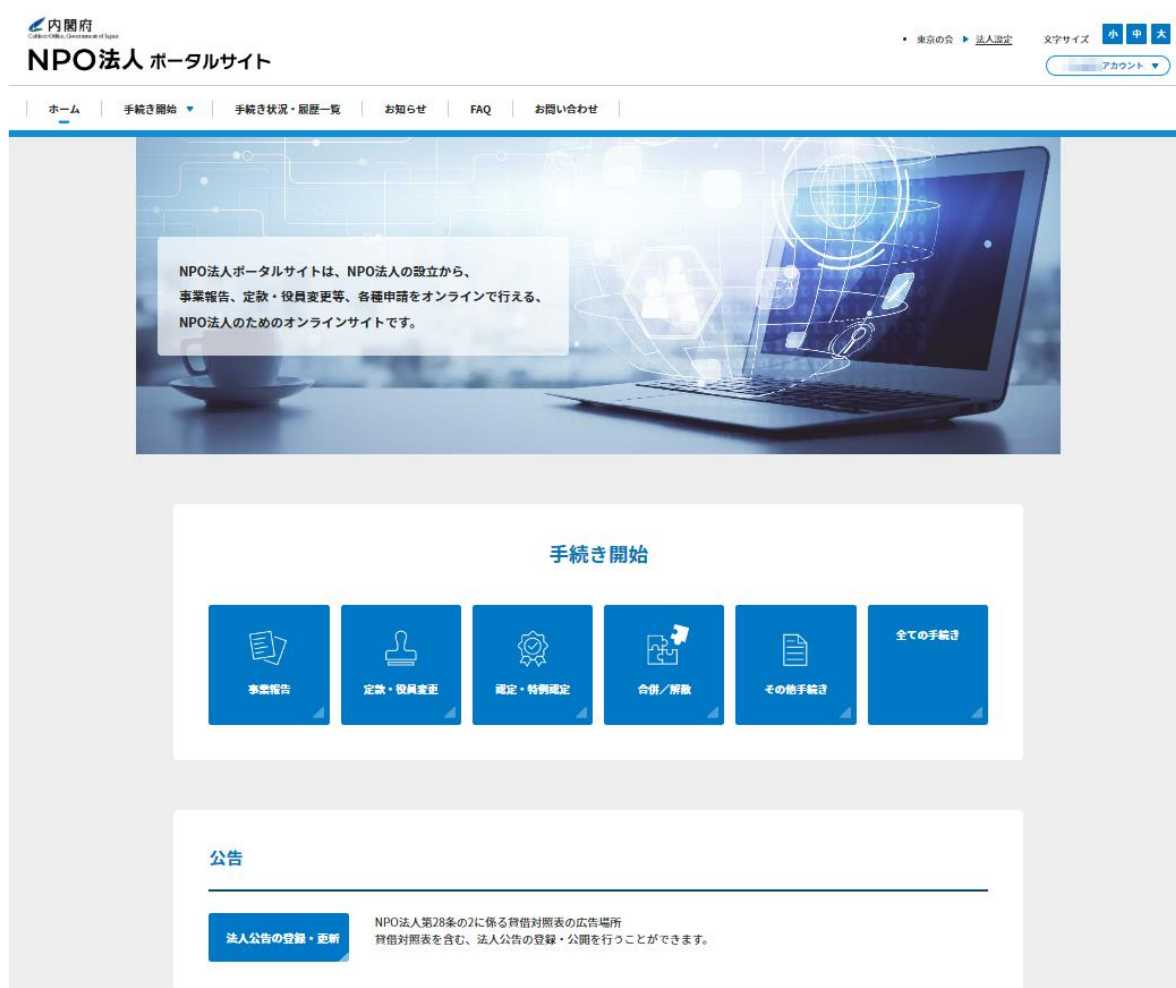 内閣府
Cabinet Office, Government of Japan
NPO法人 ポータルサイト
• 東京の会 ▶ 法人設定
文字サイズ 小 中 大
アカウント ▼
ホーム
手続き開始 ▼
手続き状況・履歴一覧
お知らせ
FAQ
お問い合わせ
NPO法人ポータルサイトは、NPO法人の設立から、
事業報告、定款・役員変更等、各種申請をオンラインで行える、
NPO法人のためのオンラインサイトです。
手続き開始
事業報告
定款・役員変更
認定・特例認定
合併／解散
その他手続き
全ての手続き
公告
法人公告の登録・更新
NPO法人第28条の2に係る貸借対照表の広告場所
貸借対照表を含む、法人公告の登録・公開を行うことができます。